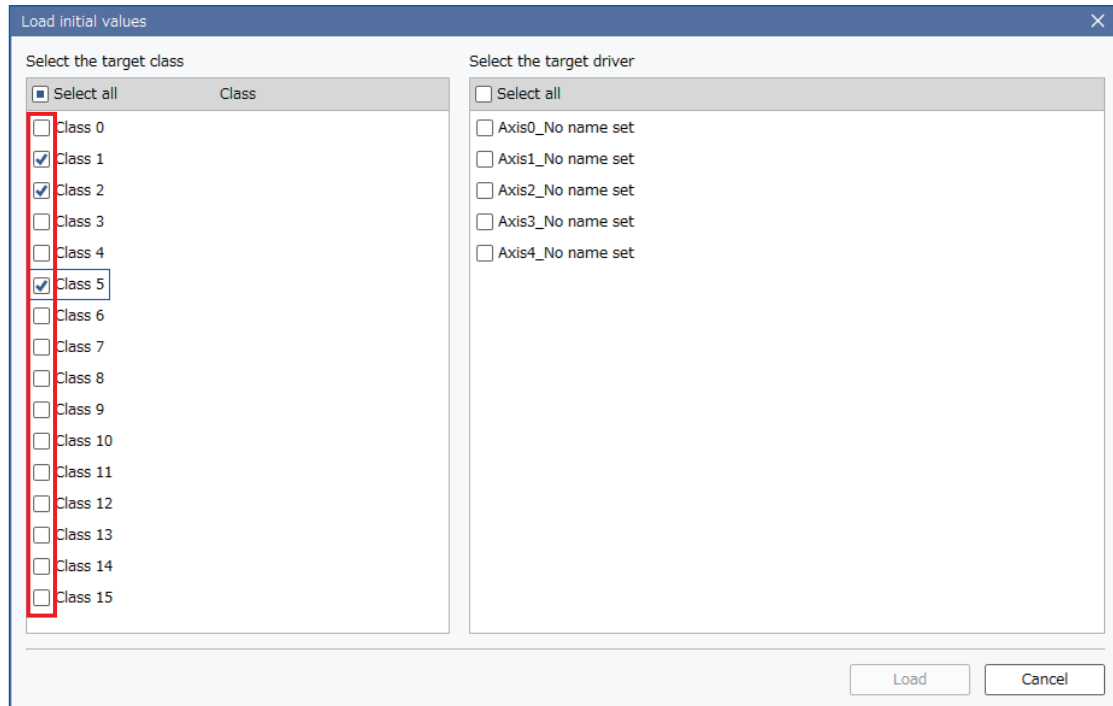 Load initial values
Select the target class
Select all Class
Class 0
Class 1
Class 2
Class 3
Class 4
Class 5
Class 6
Class 7
Class 8
Class 9
Class 10
Class 11
Class 12
Class 13
Class 14
Class 15
Select the target driver
Select all
Axis0_No name set
Axis1_No name set
Axis2_No name set
Axis3_No name set
Axis4_No name set
Load
Cancel